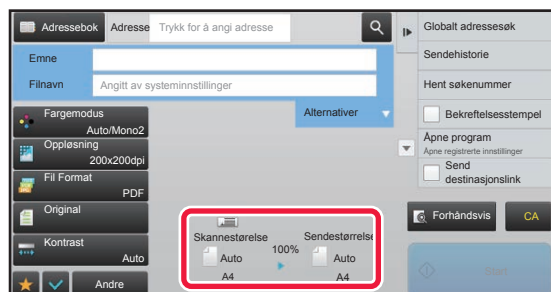 Adressebok Adresse Trykk for å angi adresse
Emne
Filnavn Angitt av systeminnstillinger
Alternativer
Fargemodus
Auto/Mono2
Oppløsning
200x200dpi
Fil Format
PDF
Original
Kontrast
Auto
Andre
Skannestørelse
100%
Sendestørrelse
Auto
Auto
A4
A4
Globalt adressesøk
Sendehistorie
Hent søkenummer
Bekreftelsesstempel
Åpne program
Åpne registrerte innstillinger
Send
destinasjonslink
Forhåndsvis
CA
Start